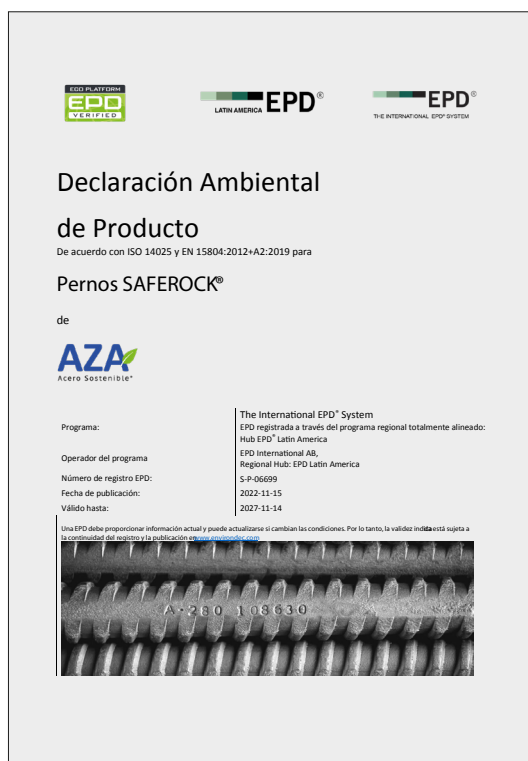 ECO PLATFORM
EPD
VERIFIED
LATIN AMERICA EPD®
EPD®
THE INTERNATIONAL EPD® SYSTEM
Declaración Ambiental
de Producto
De acuerdo con ISO 14025 y EN 15804:2012+A2:2019 para
Pernos SAFEROCK®
de
AZA
Acero Sostenible®
Programa:
The International EPD® System
EPD registrada a través del programa regional totalmente alineado:
Hub EPD® Latin America
Operador del programa
EPD International AB,
Regional Hub: EPD Latin America
Número de registro EPD:
S-P-06699
Fecha de publicación:
2022-11-15
Válido hasta:
2027-11-14
Una EPD debe proporcionar información actual y puede actualizarse si cambian las condiciones. Por lo tanto, la validez está sujeta a
la continuidad del registro y la publicación en www.environdec.com
A-280 108630